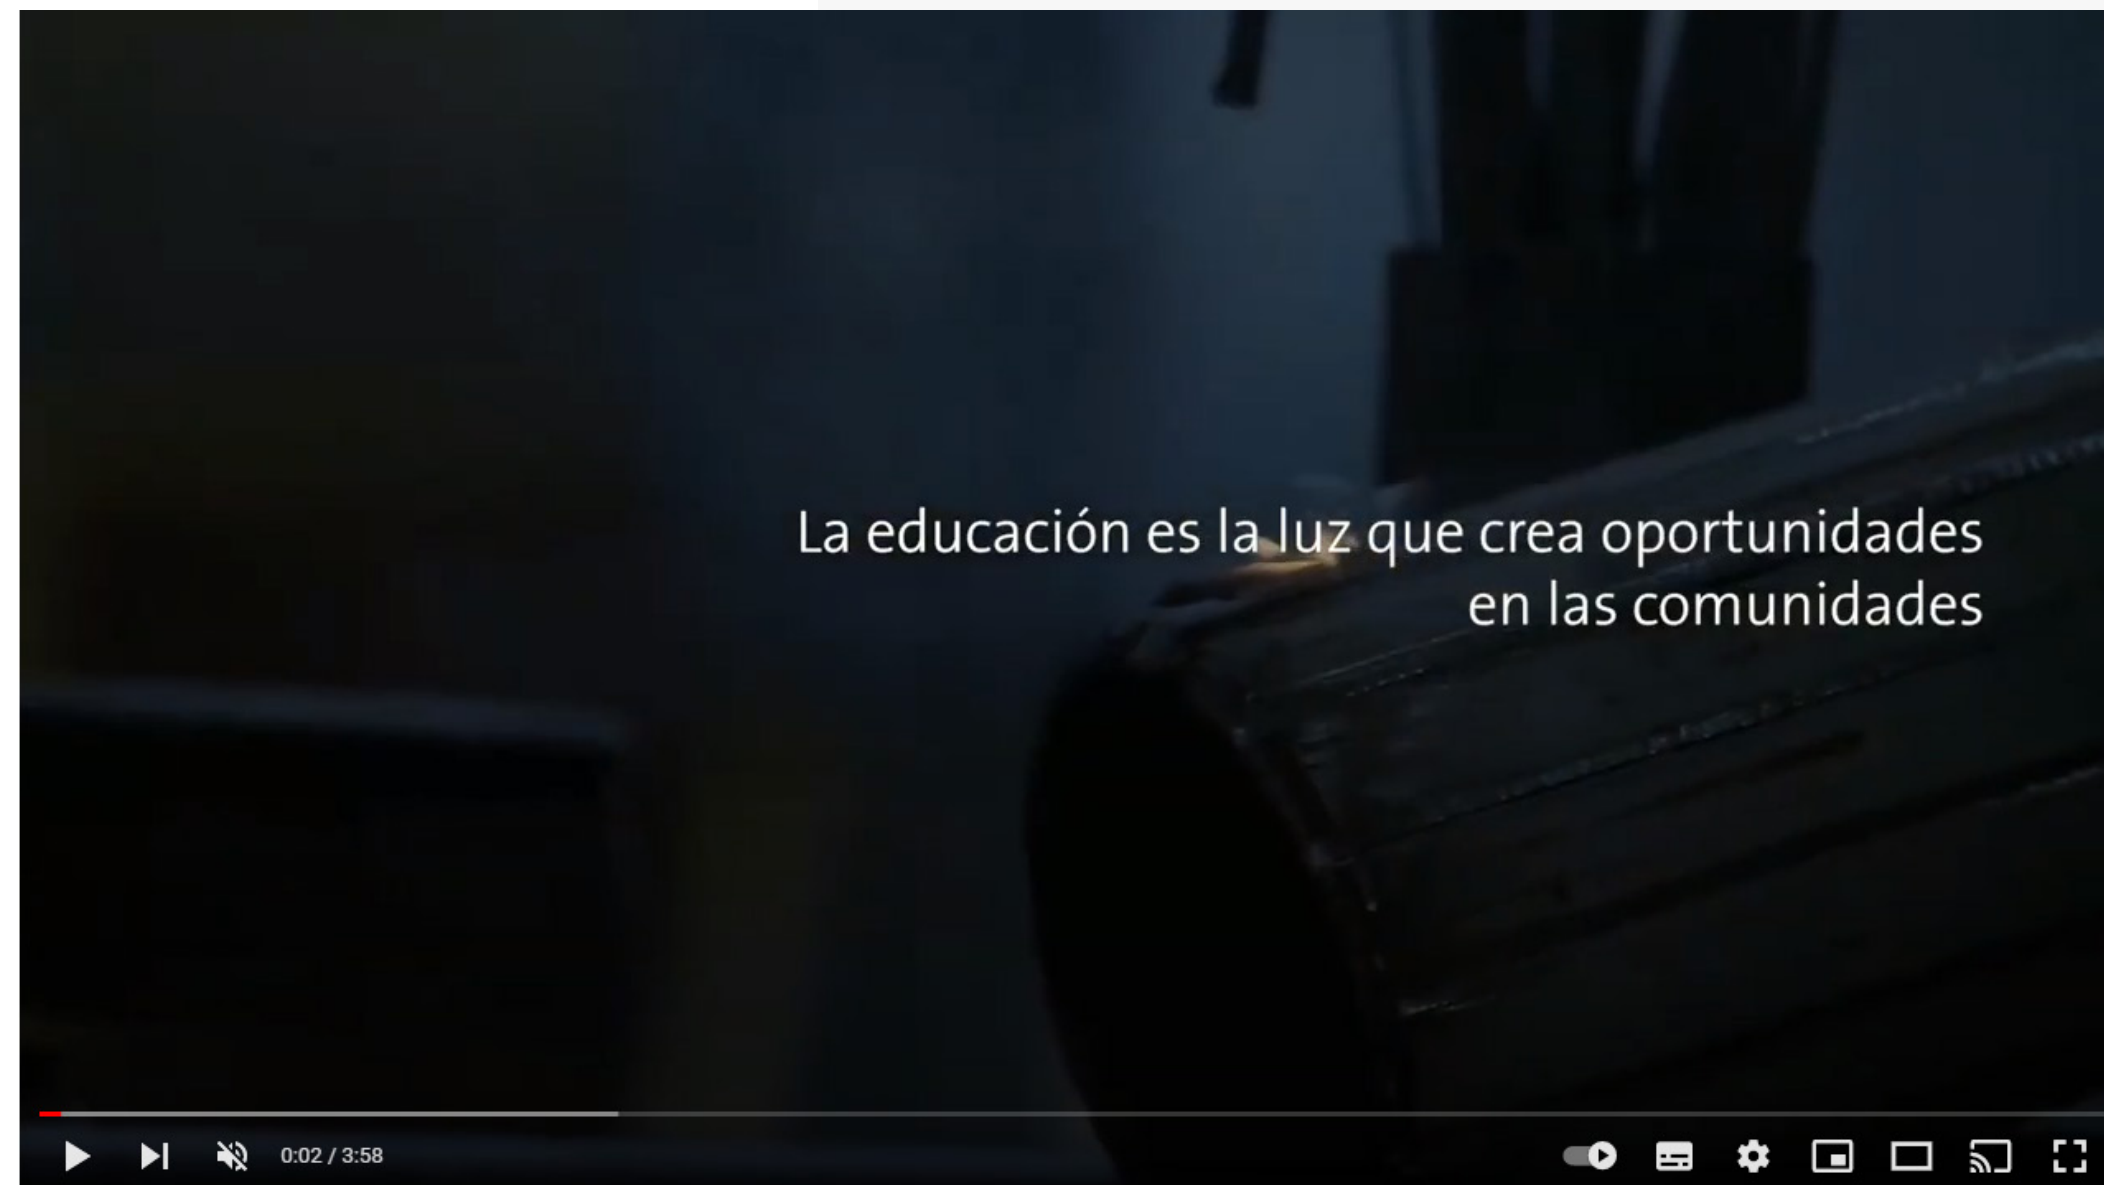 La educación es la luz que crea oportunidades
en las comunidades
0:02 / 3:58